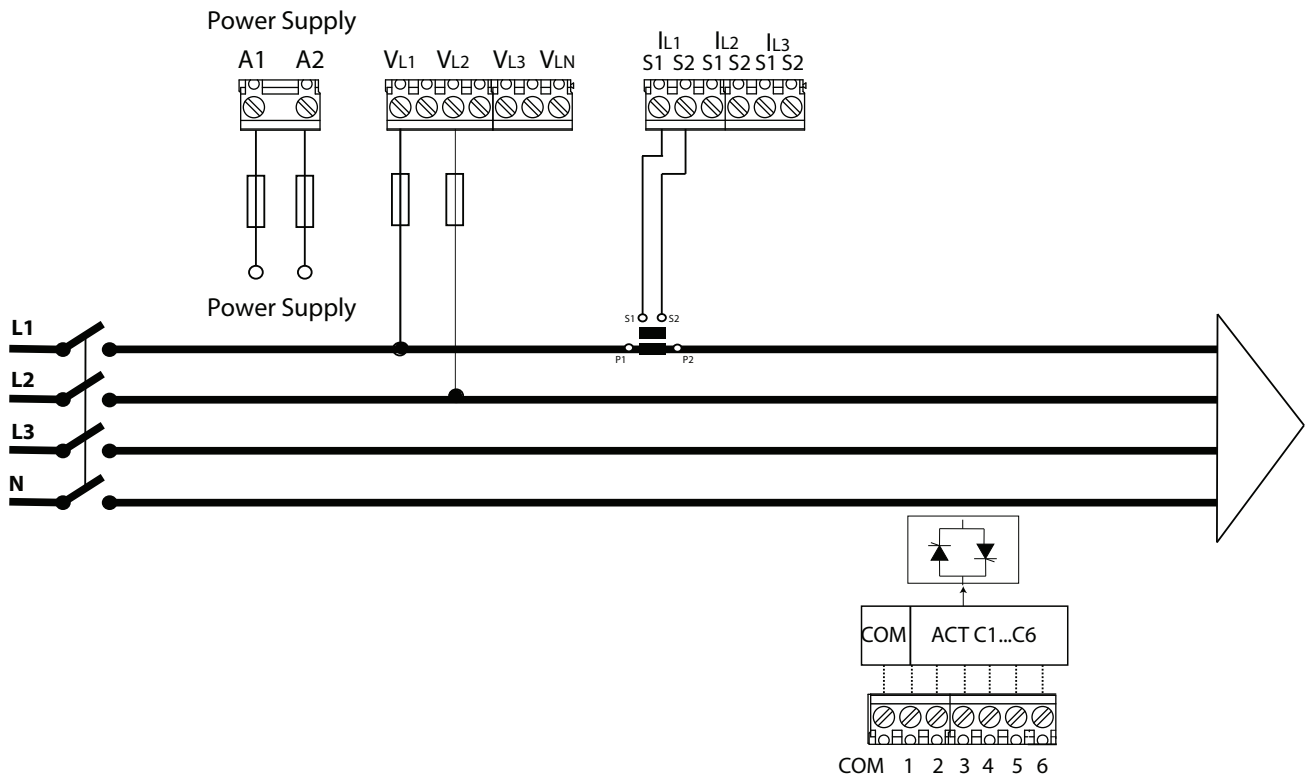 Power Supply
A1 A2
VL1 VL2 VL3 VLN
IL1 IL2 IL3
S1 S2 S1 S2 S1 S2
Power Supply
S1 S2
L1
P1 P2
L2
L3
N
COM ACT C1...C6
COM 1 2 3 4 5 6